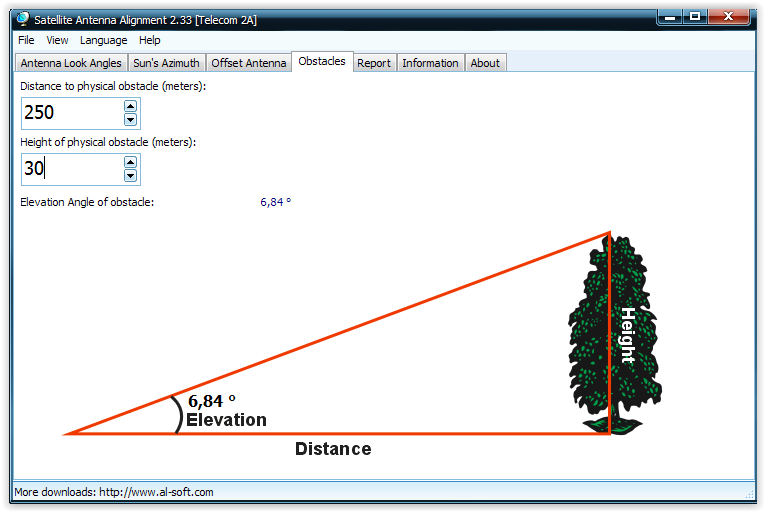 Satellite Antenna Alignment 2.33 [Telecom 2A]
File View Language Help
Antenna Look Angles Sun's Azimuth Offset Antenna Obstacles Report Information About
Distance to physical obstacle (meters):
250
Height of physical obstacle (meters):
30
Elevation Angle of obstacle: 6,84 °
Height
6,84 °
Elevation
Distance
More downloads: http://www.al-soft.com